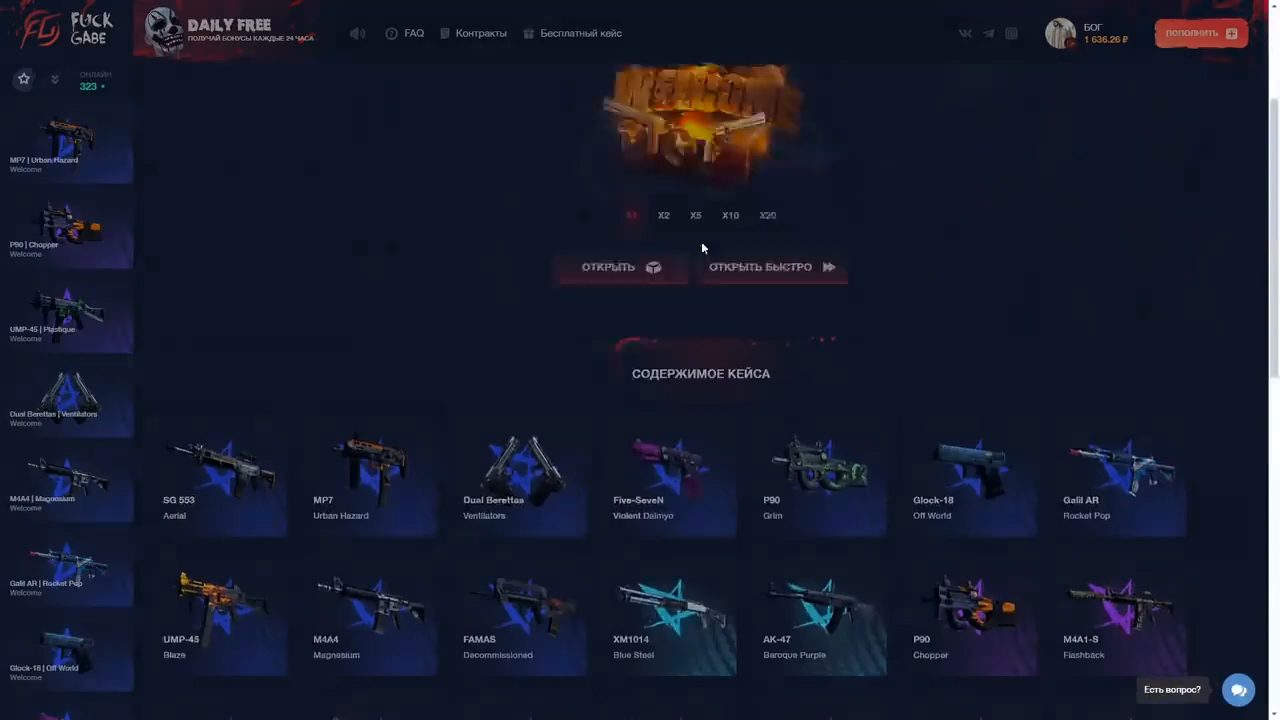 FUCK
GABE
DAILY FREE
ПОЛУЧАЙ БОНУСЫ КАЖДЫЕ 24 ЧАСА
FAQ
Контракты
Бесплатный кейс
БОГ
1 636.26 ₽
ПОПОЛНИТЬ
ОНЛАЙН
323
MP7 | Urban Hazard
Welcome
P90 | Chopper
Welcome
UMP-45 | Plastique
Welcome
Dual Berettas | Ventilators
Welcome
M4A4 | Magnesium
Welcome
Galil AR | Rocket Pop
Welcome
Glock-18 | Off World
Welcome
WELCOME
X1
X2
X5
X10
X20
ОТКРЫТЬ
ОТКРЫТЬ БЫСТРО
СОДЕРЖИМОЕ КЕЙСА
SG 553
Aerial
MP7
Urban Hazard
Dual Berettas
Ventilators
Five-SeveN
Violent Daimyo
P90
Grim
Glock-18
Off World
Galil AR
Rocket Pop
UMP-45
Blaze
M4A4
Magnesium
FAMAS
Decommissioned
XM1014
Blue Steel
AK-47
Baroque Purple
P90
Chopper
M4A1-S
Flashback
Есть вопрос?